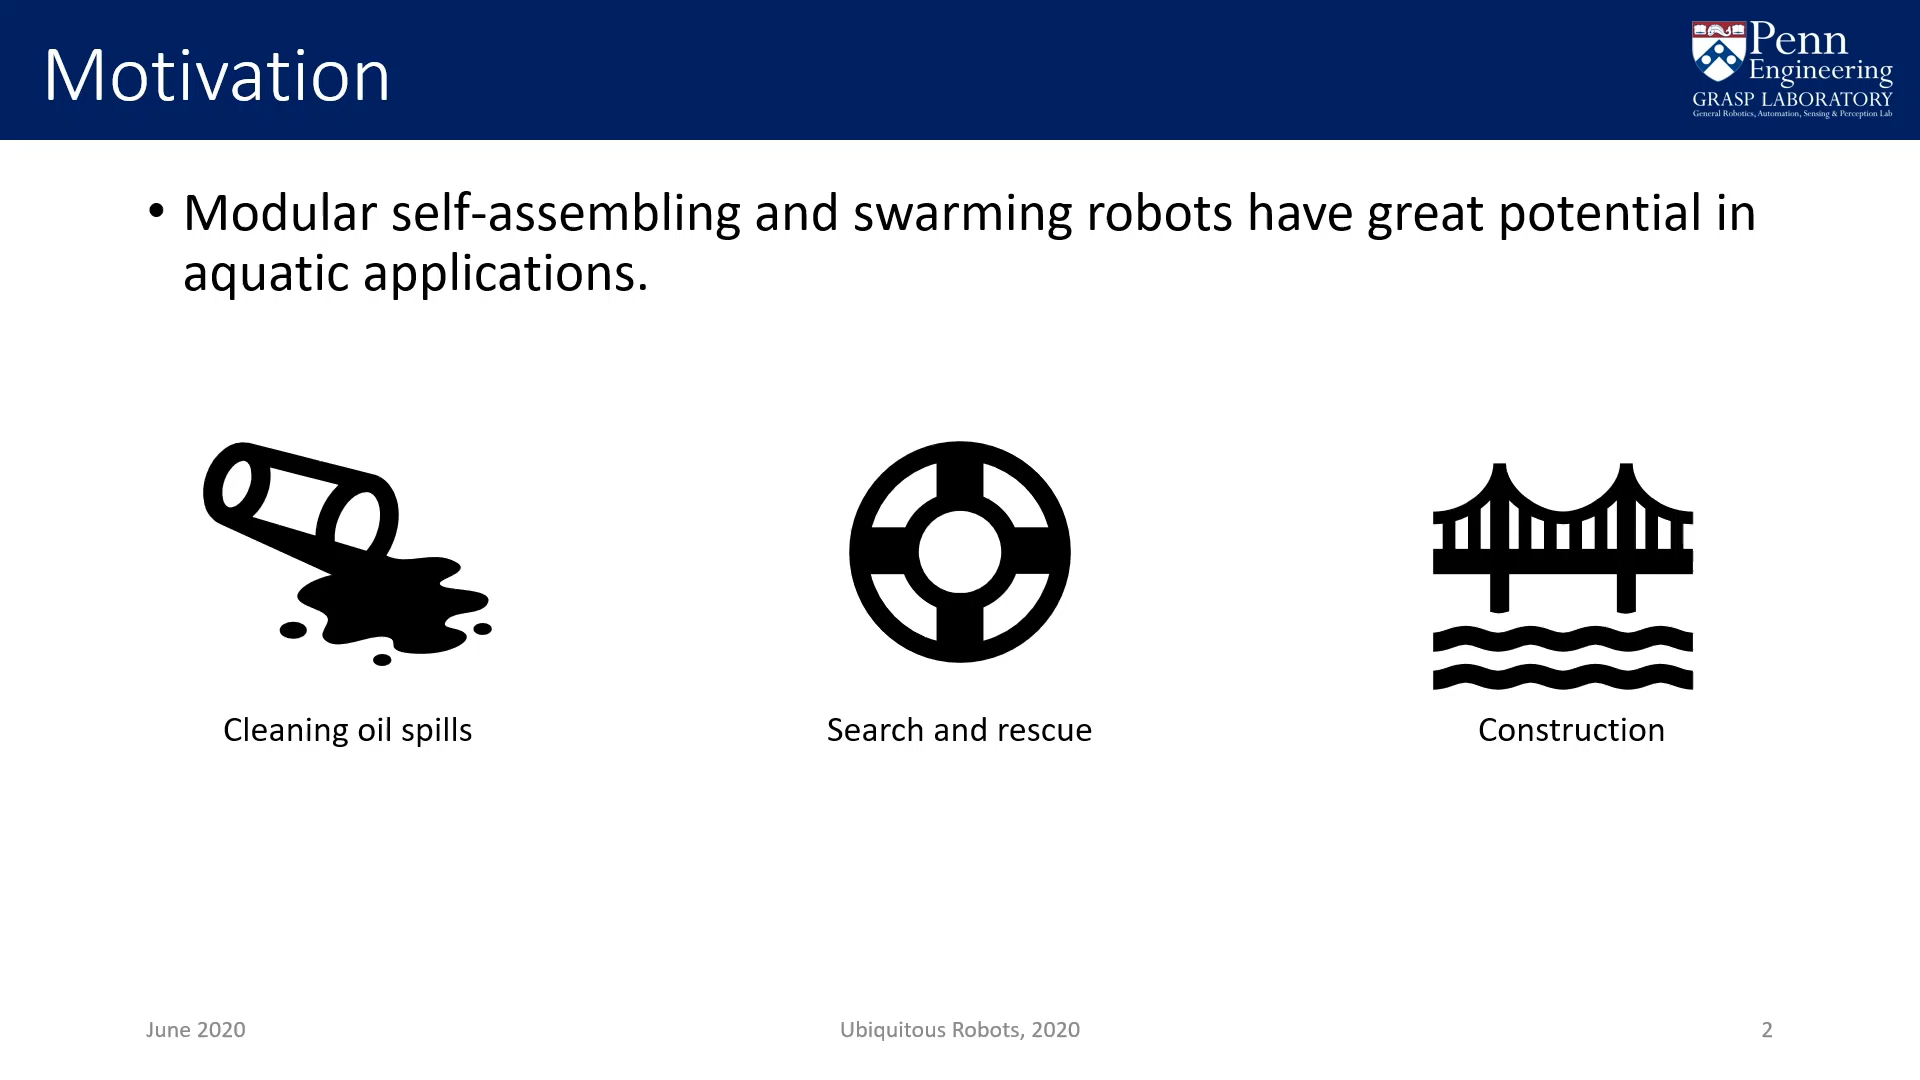 Motivation
Penn
Engineering
GRASP LABORATORY
General Robotics, Automation, Sensing & Perception Lab
• Modular self-assembling and swarming robots have great potential in
aquatic applications.
Cleaning oil spills
Search and rescue
Construction
June 2020
Ubiquitous Robots, 2020
2